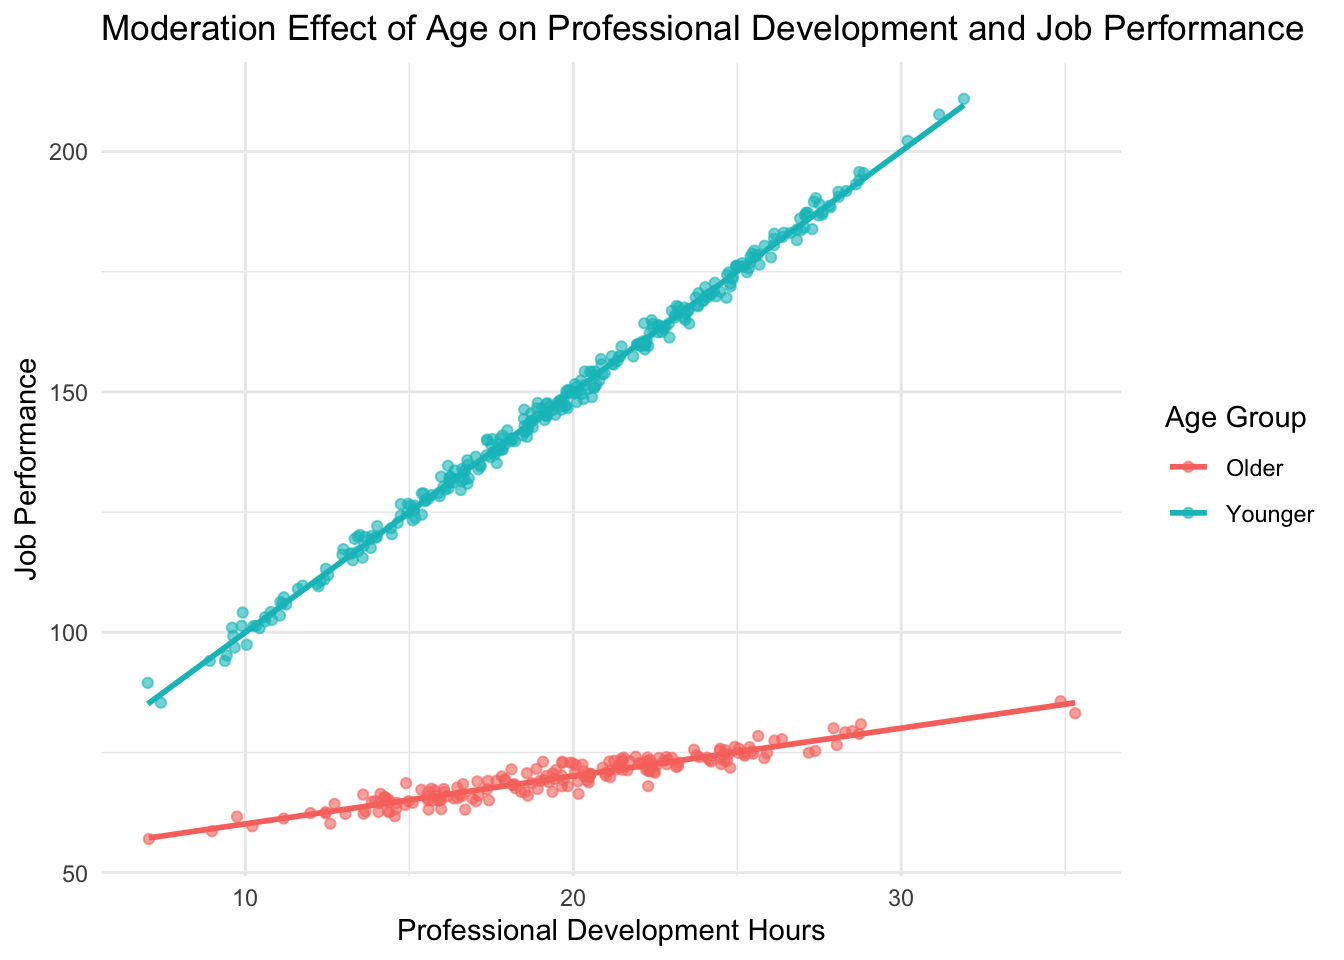 Moderation Effect of Age on Professional Development and Job Performance
200
150
100
50
Job Performance
10 20 30
Professional Development Hours
Age Group
Older
Younger